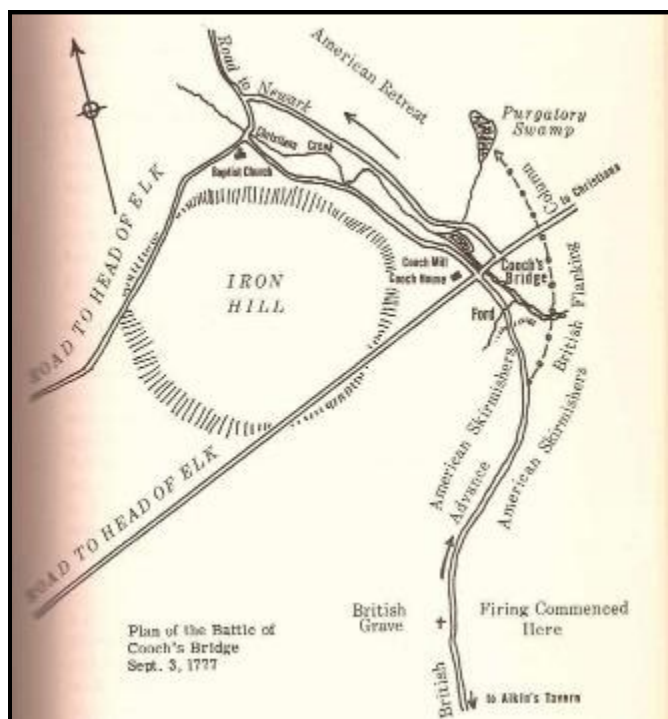 Road to Newark
American Retreat
Purgatory
Swamp
Christiana Creek
Baptist Church
Column
to Christiana
ROAD TO HEAD OF ELK
IRON
HILL
Cooch Mill
Cooch House
Cooch's
Bridge
Ford
British Flanking
American Skirmishers
Advance
American Skirmishers
ROAD TO HEAD OF ELK
British
Grave
Firing Commenced
Here
Plan of the Battle of
Cooch's Bridge
Sept. 3, 1777
British
to Aikin's Tavern